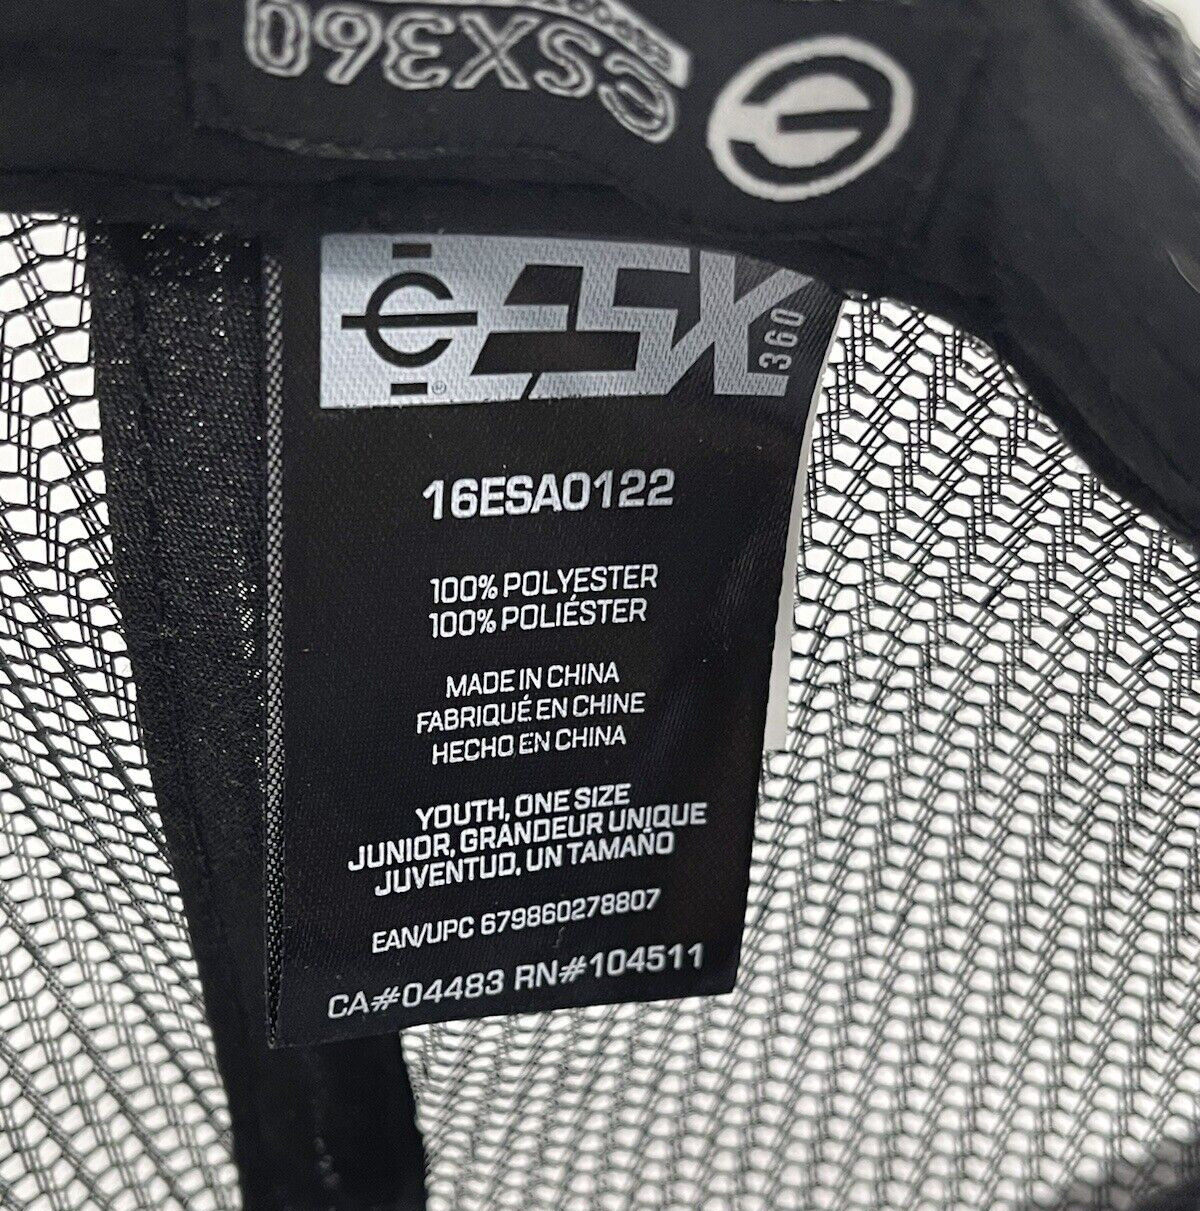 CSX360
CSX 360
®
16ESA0122
100% POLYESTER
100% POLIÉSTER
MADE IN CHINA
FABRIQUÉ EN CHINE
HECHO EN CHINA
YOUTH, ONE SIZE
JUNIOR, GRANDEUR UNIQUE
JUVENTUD, UN TAMAÑO
EAN/UPC 679860278807
CA#04483 RN#104511